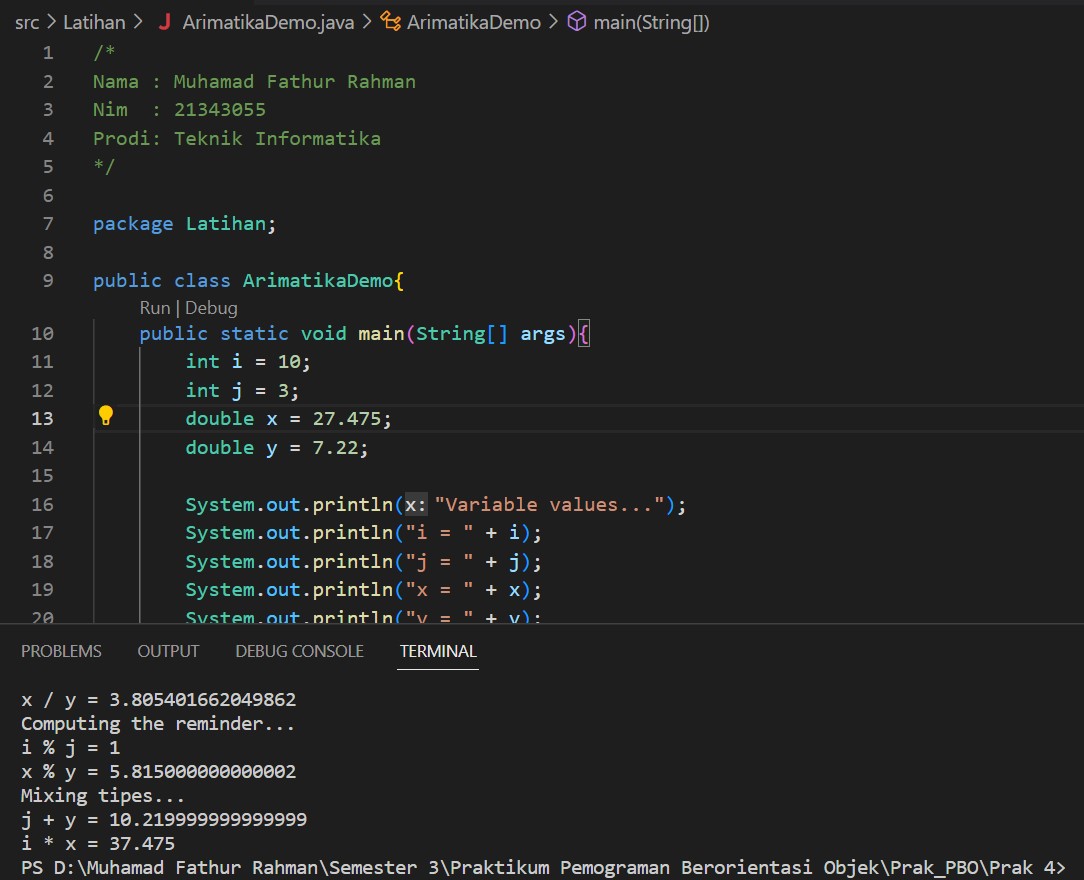 src > Latihan > J ArimatikaDemo.java > ArimatikaDemo > main(String[])
1 /*
2 Nama : Muhamad Fathur Rahman
3 Nim  : 21343055
4 Prodi: Teknik Informatika
5 */
6
7 package Latihan;
8
9 public class ArimatikaDemo{
Run | Debug
10 public static void main(String[] args){
11 int i = 10;
12 int j = 3;
13 double x = 27.475;
14 double y = 7.22;
15
16 System.out.println(x: "Variable values...");
17 System.out.println("i = " + i);
18 System.out.println("j = " + j);
19 System.out.println("x = " + x);
20 System.out.println("y = " + y);
PROBLEMS OUTPUT DEBUG CONSOLE TERMINAL
x / y = 3.805401662049862
Computing the reminder...
i % j = 1
x % y = 5.815000000000002
Mixing tipes...
j + y = 10.219999999999999
i * x = 37.475
PS D:\Muhamad Fathur Rahman\Semester 3\Praktikum Pemograman Berorientasi Objek\Prak_PBO\Prak 4>